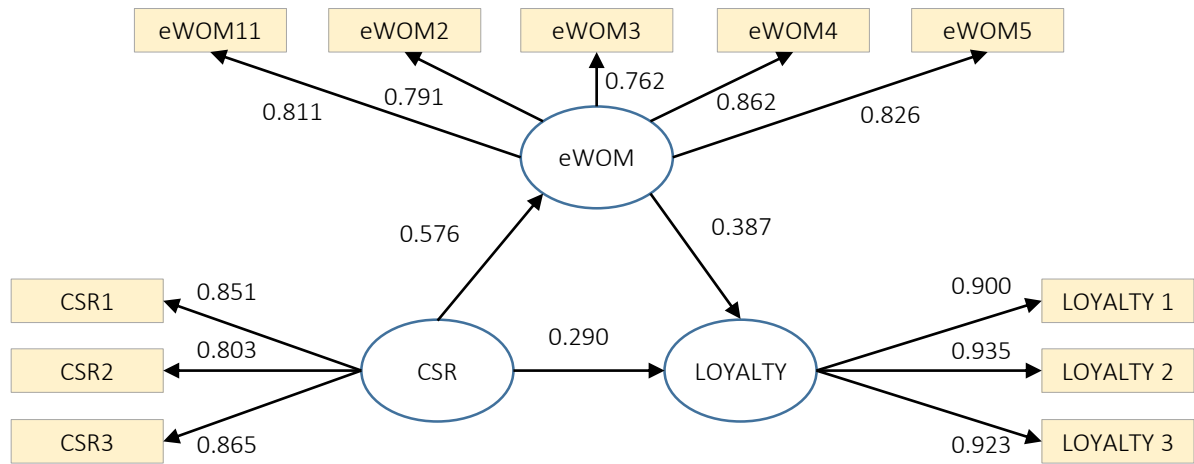 eWOM11
eWOM2
eWOM3
eWOM4
eWOM5
0.811
0.791
0.762
0.862
0.826
eWOM
0.576
0.387
CSR1
0.851
CSR2
0.803
CSR3
0.865
CSR
0.290
LOYALTY
0.900
LOYALTY 1
0.935
LOYALTY 2
0.923
LOYALTY 3